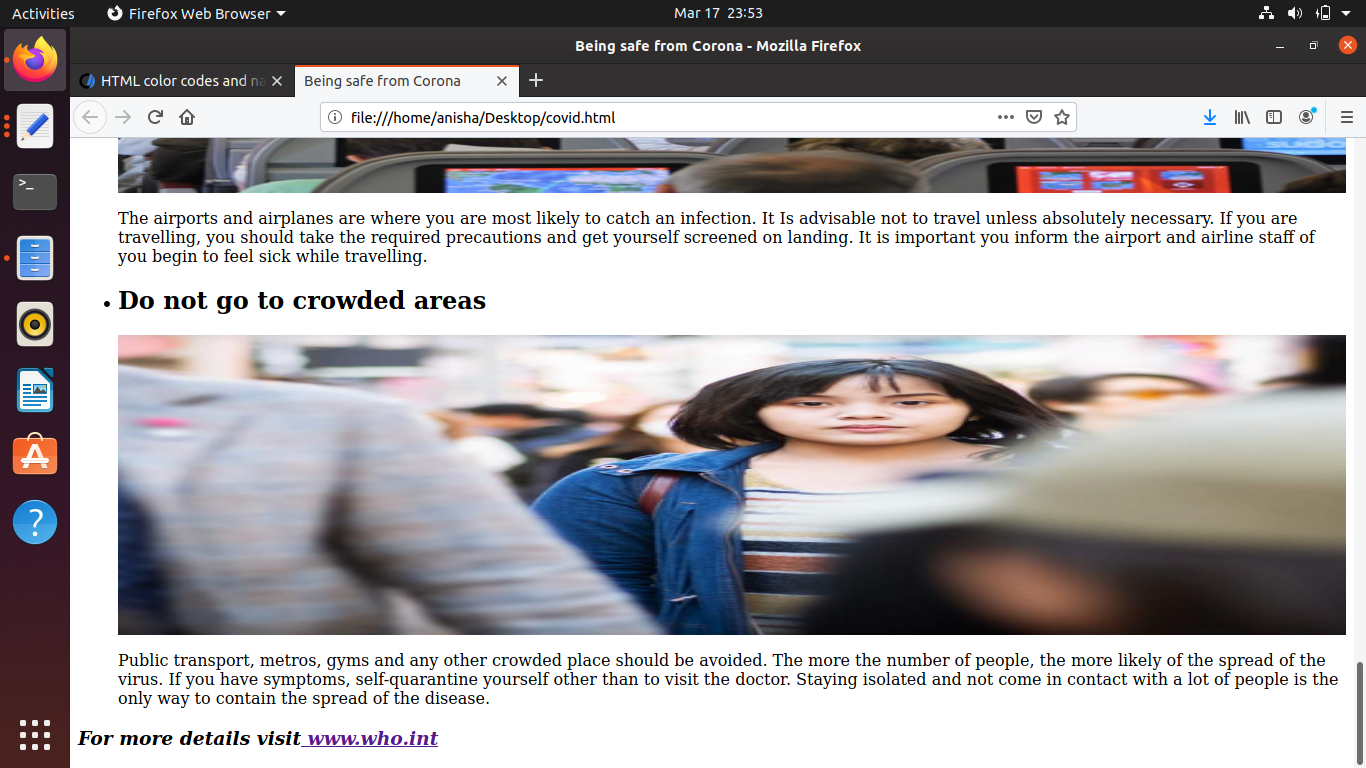 Activities Firefox Web Browser Mar 17 23:53
Being safe from Corona - Mozilla Firefox
HTML color codes and na Being safe from Corona
file:///home/anisha/Desktop/covid.html
The airports and airplanes are where you are most likely to catch an infection. It Is advisable not to travel unless absolutely necessary. If you are
travelling, you should take the required precautions and get yourself screened on landing. It is important you inform the airport and airline staff of
you begin to feel sick while travelling.
• Do not go to crowded areas
Public transport, metros, gyms and any other crowded place should be avoided. The more the number of people, the more likely of the spread of the
virus. If you have symptoms, self-quarantine yourself other than to visit the doctor. Staying isolated and not come in contact with a lot of people is the
only way to contain the spread of the disease.
For more details visit www.who.int